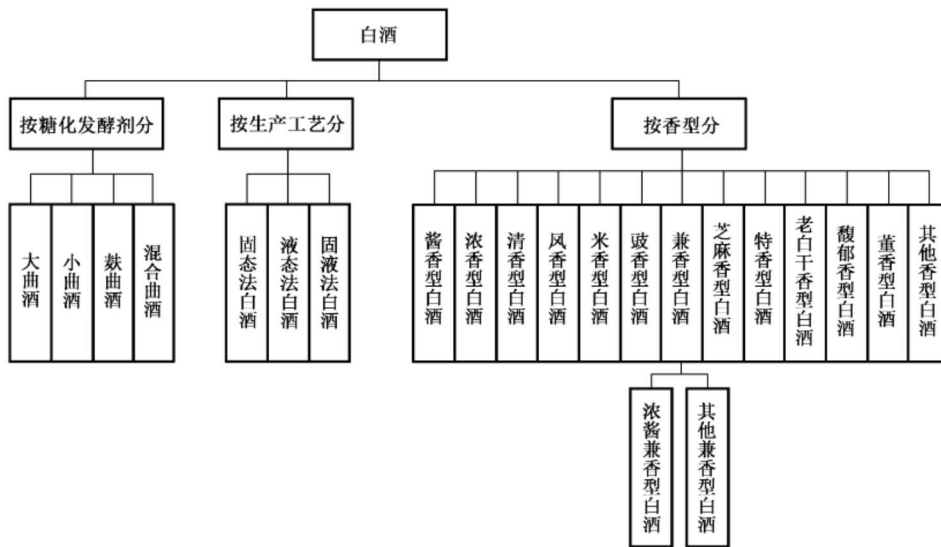 白酒
按糖化发酵剂分
按生产工艺分
按香型分
大曲酒
小曲酒
麸曲酒
混合曲酒
固态法白酒
液态法白酒
固液法白酒
酱香型白酒
浓香型白酒
清香型白酒
凤香型白酒
米香型白酒
豉香型白酒
兼香型白酒
芝麻香型白酒
特香型白酒
老白干香型白酒
馥郁香型白酒
董香型白酒
其他香型白酒
浓酱兼香型白酒
其他兼香型白酒